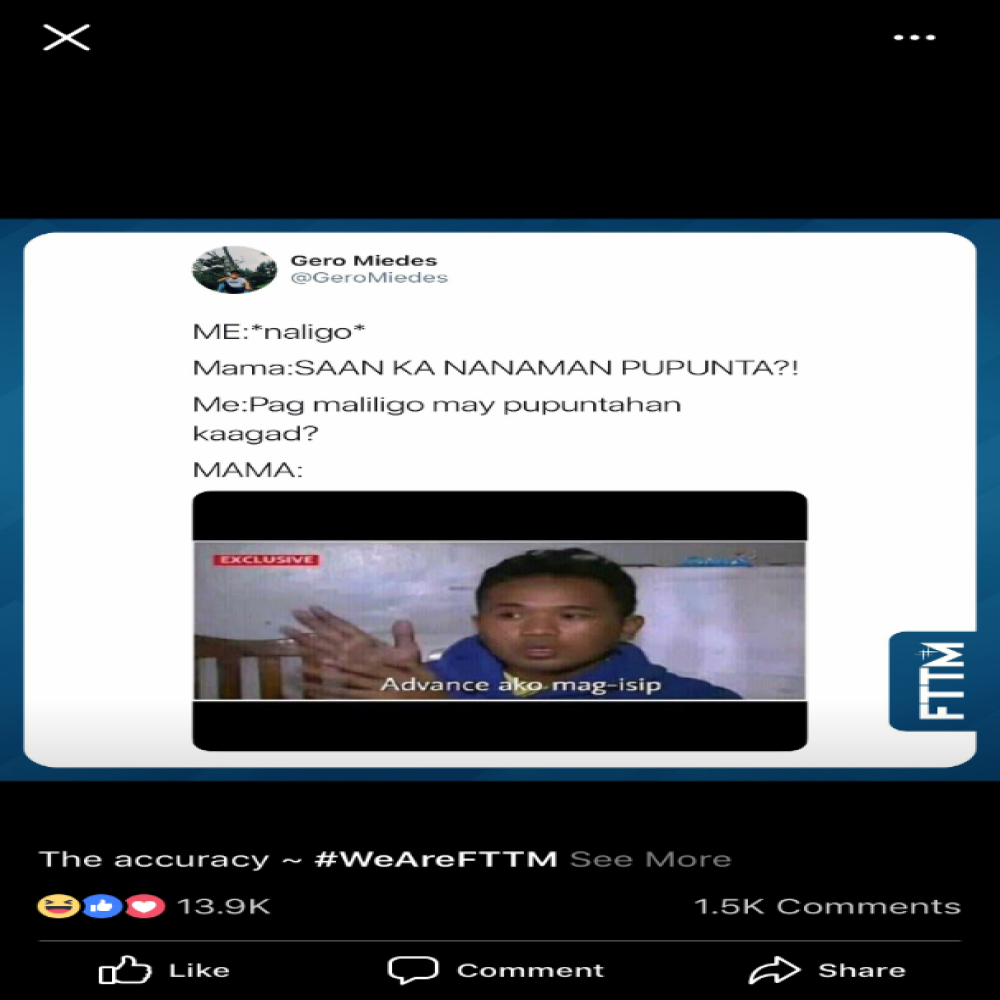 Gero Miedes
@GeroMiedes
ME:*naligo*
Mama:SAAN KA NANAMAN PUPUNTA?!
Me:Pag maliligo may pupuntahan
kaagad?
MAMA:
EXCLUSIVE
Advance ako mag-isip
#FTTM
The accuracy ~ #WeAreFTTM See More
13.9K
1.5K Comments
Like
Comment
Share